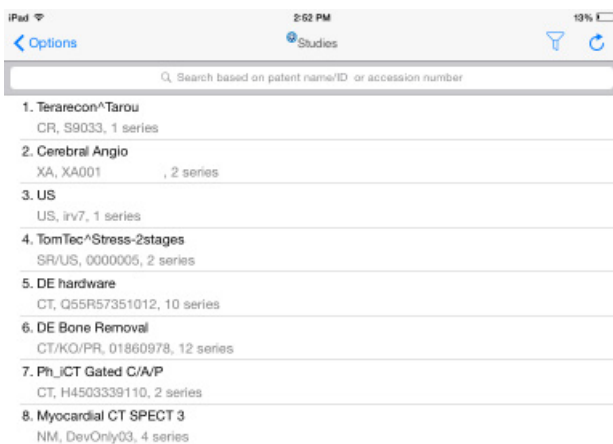 iPad 2:52 PM 13%
Options Studies
Search based on patent name/ID or accession number
1. Terarecon^Tarou
CR, S9033, 1 series
2. Cerebral Angio
XA, XA001 , 2 series
3. US
US, irv7, 1 series
4. TomTec^Stress-2stages
SR/US, 0000005, 2 series
5. DE hardware
CT, Q55R57351012, 10 series
6. DE Bone Removal
CT/KO/PR, 01860978, 12 series
7. Ph_iCT Gated C/A/P
CT, H4503339110, 2 series
8. Myocardial CT SPECT 3
NM, DevOnly03, 4 series